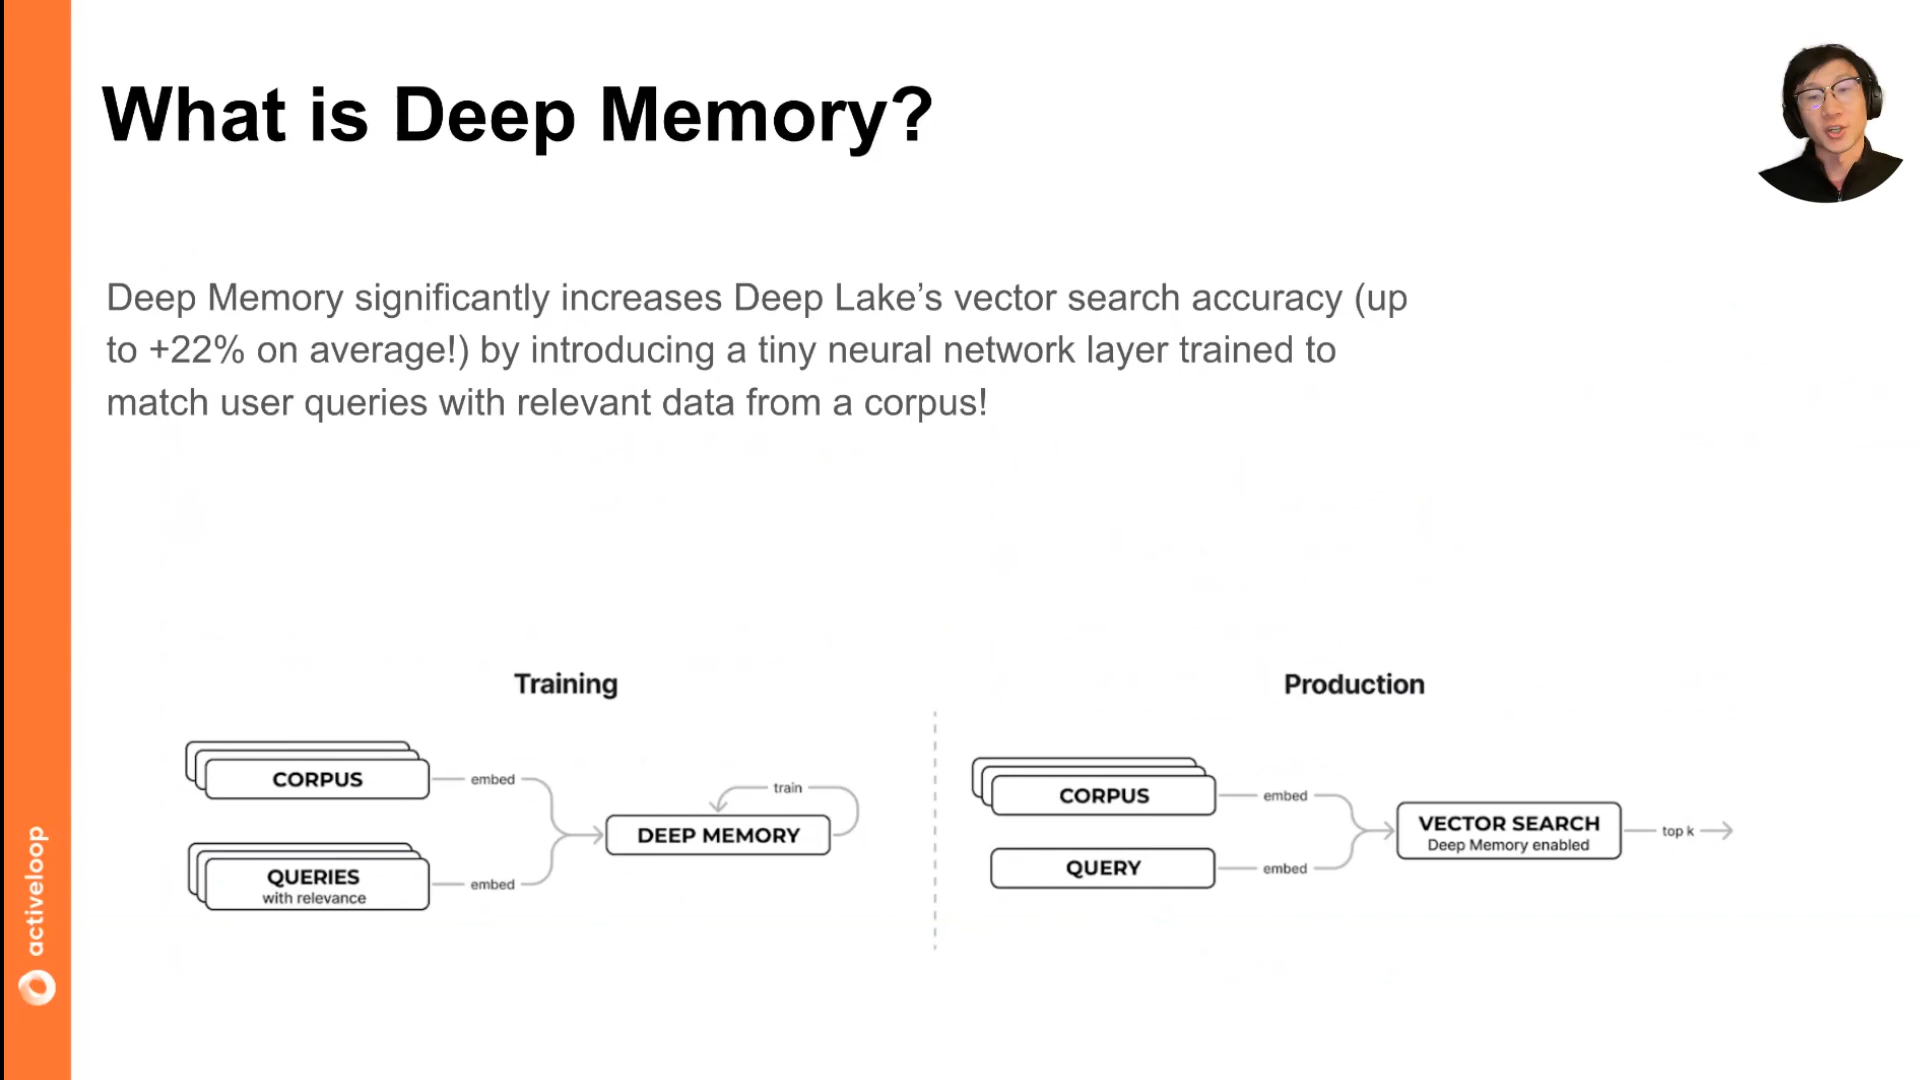 What is Deep Memory?
Deep Memory significantly increases Deep Lake’s vector search accuracy (up
to +22% on average!) by introducing a tiny neural network layer trained to
match user queries with relevant data from a corpus!
Training
CORPUS
embed
QUERIES
with relevance
embed
DEEP MEMORY
train
Production
CORPUS
embed
QUERY
embed
VECTOR SEARCH
Deep Memory enabled
top k
activeloop